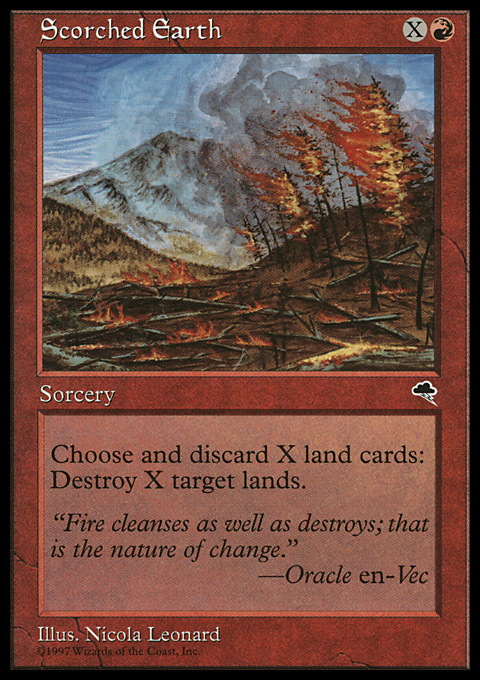 Scorched Earth X
Sorcery
Choose and discard X land cards:
Destroy X target lands.
“Fire cleanses as well as destroys; that
is the nature of change.”
—Oracle en-Vec
Illus. Nicola Leonard
©1997 Wizards of the Coast, Inc.